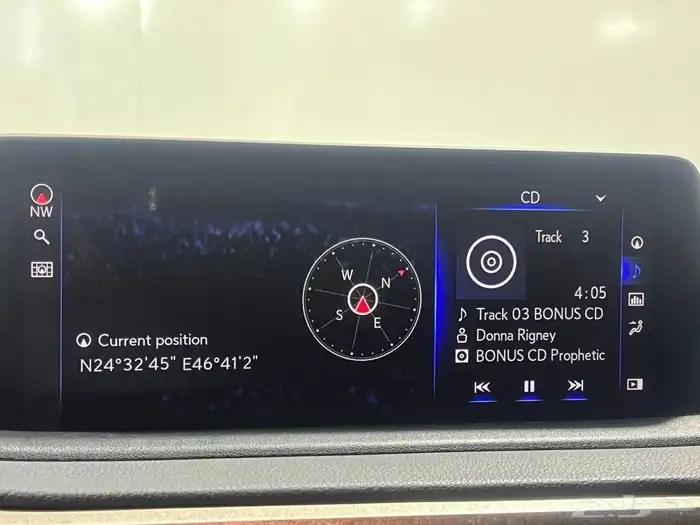 NW
W
N
S
E
Current position
N24°32'45" E46°41'2"
CD
Track 3
4:05
Track 03 BONUS CD
Donna Rigney
BONUS CD Prophetic